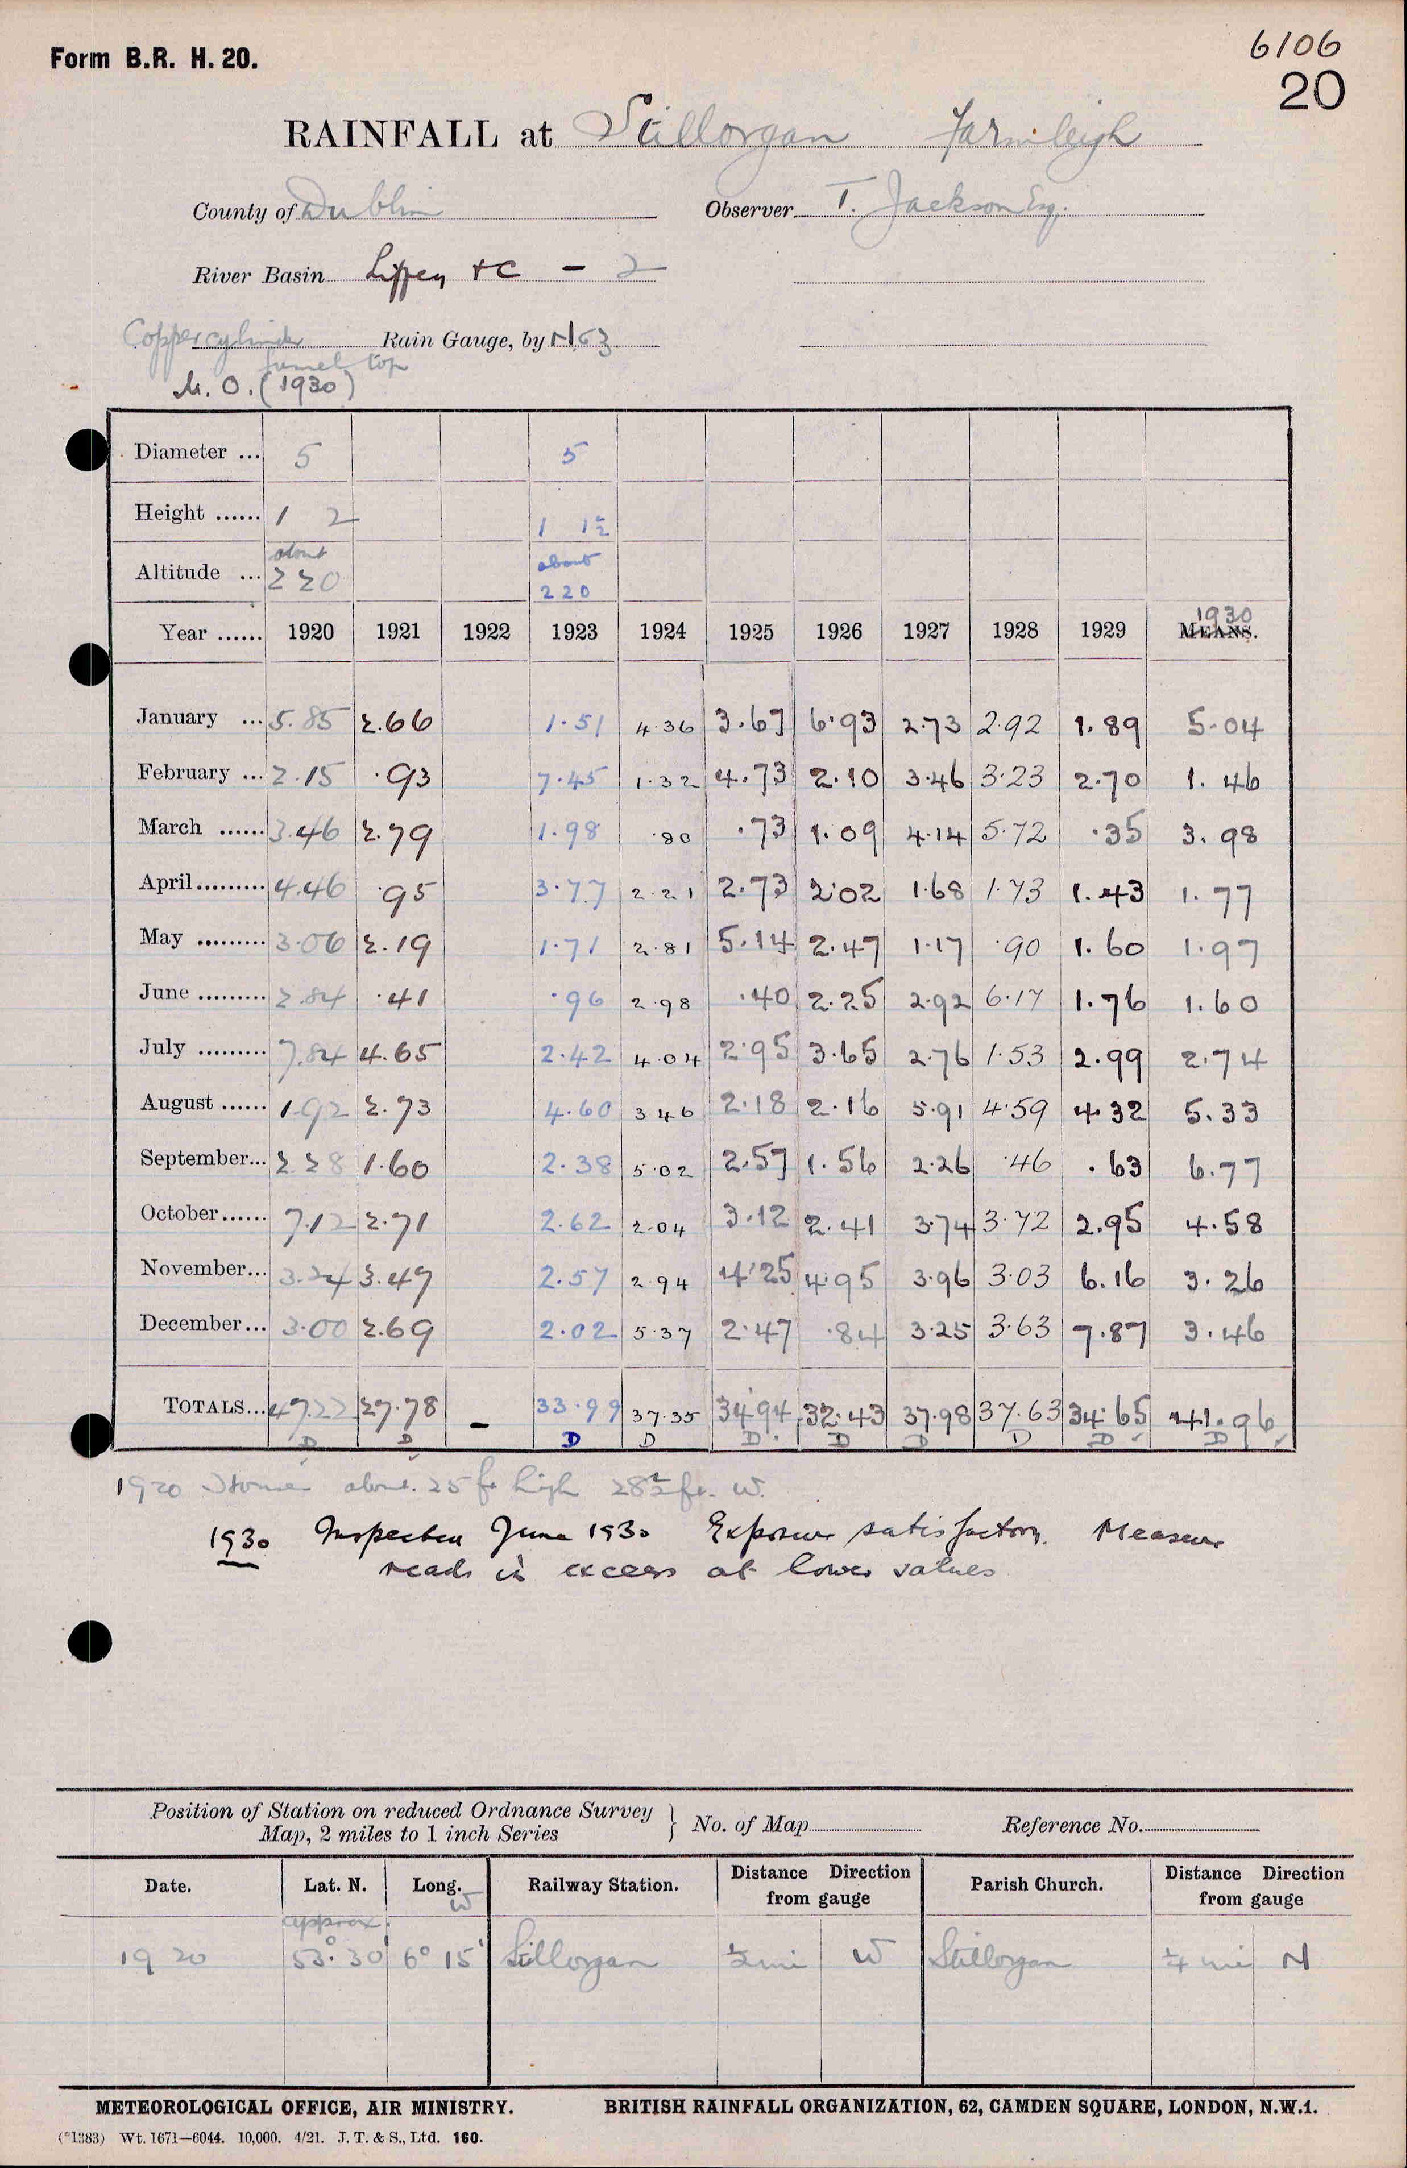 Form B.R. H. 20.
6106
20
RAINFALL at Stillorgan Farmleigh
County of Dublin Observer T. Jackson Esq.
River Basin Liffey +C – 2
Copper cylinder Rain Gauge, by N63
funnel top
M. O. (1930)
Diameter ... 5 5
Height ...... 1 2 1 1½
Altitude ... about 220 about 220
Year ...... 1920 1921 1922 1923 1924 1925 1926 1927 1928 1929 MEANS. 1930
January ... 5.85 2.66 1.51 4.36 3.67 6.93 2.73 2.92 1.89 5.04
February ... 2.15 .93 7.45 1.32 4.73 2.10 3.46 3.23 2.70 1.46
March ...... 3.46 2.79 1.98 .80 .73 1.09 4.14 5.72 .35 3.98
April......... 4.46 .95 3.77 2.21 2.73 2.02 1.68 1.73 1.43 1.77
May ......... 3.06 2.19 1.71 2.81 5.14 2.47 1.17 .90 1.60 1.97
June ......... 2.84 .41 .96 2.98 .40 2.25 2.92 6.17 1.76 1.60
July ......... 7.84 4.65 2.42 4.04 2.95 3.65 2.76 1.53 2.99 2.74
August ...... 1.92 2.73 4.60 3.46 2.18 2.16 5.91 4.59 4.32 5.33
September... 2.28 1.60 2.38 5.02 2.57 1.56 2.26 .46 .63 6.77
October...... 7.12 2.71 2.62 2.04 3.12 2.41 3.74 3.72 2.95 4.58
November... 3.24 3.47 2.57 2.94 4.25 4.95 3.96 3.03 6.16 3.26
December... 3.00 2.69 2.02 5.37 2.47 .84 3.25 3.63 7.87 3.46
TOTALS... 47.22 27.78 – 33.99 37.35 34.94 32.43 37.98 37.63 34.65 41.96
D D D D D D D D D D
1920 about 25 ft high 28½ ft. W.
1930 Inspected June 1930 Exposure satisfactory. Measure
reads in excess at lower values
Position of Station on reduced Ordnance Survey
Map, 2 miles to 1 inch Series } No. of Map Reference No.
Date. Lat. N. Long. W Railway Station. Distance Direction from gauge Parish Church. Distance Direction from gauge
approx.
1920 53° 30' 6° 15' Stillorgan ½ mi W Stillorgan ¼ mi N
METEOROLOGICAL OFFICE, AIR MINISTRY. BRITISH RAINFALL ORGANIZATION, 62, CAMDEN SQUARE, LONDON, N.W.1.
(*1383) Wt. 1671—6044. 10,000. 4/21. J. T. & S., Ltd. 160.